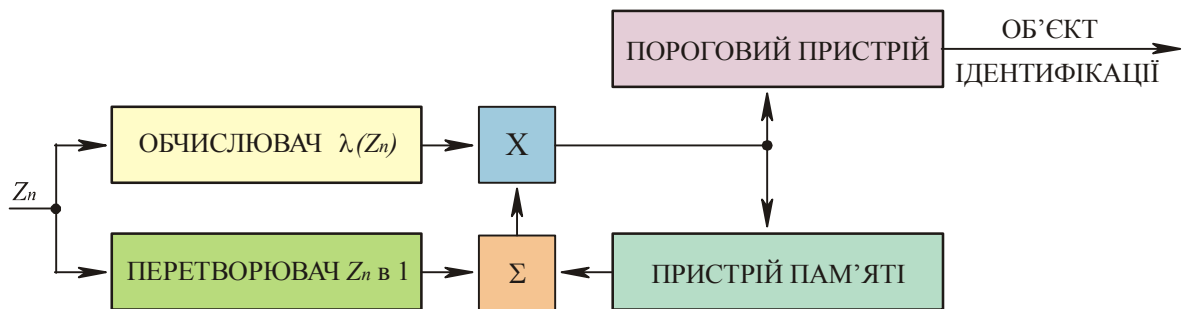 ПОРОГОВИЙ ПРИСТРІЙ
ОБ’ЄКТ
ІДЕНТИФІКАЦІЇ
ОБЧИСЛЮВАЧ λ(Zn)
X
Zn
ПЕРЕТВОРЮВАЧ Zn в 1
Σ
ПРИСТРІЙ ПАМ’ЯТІ